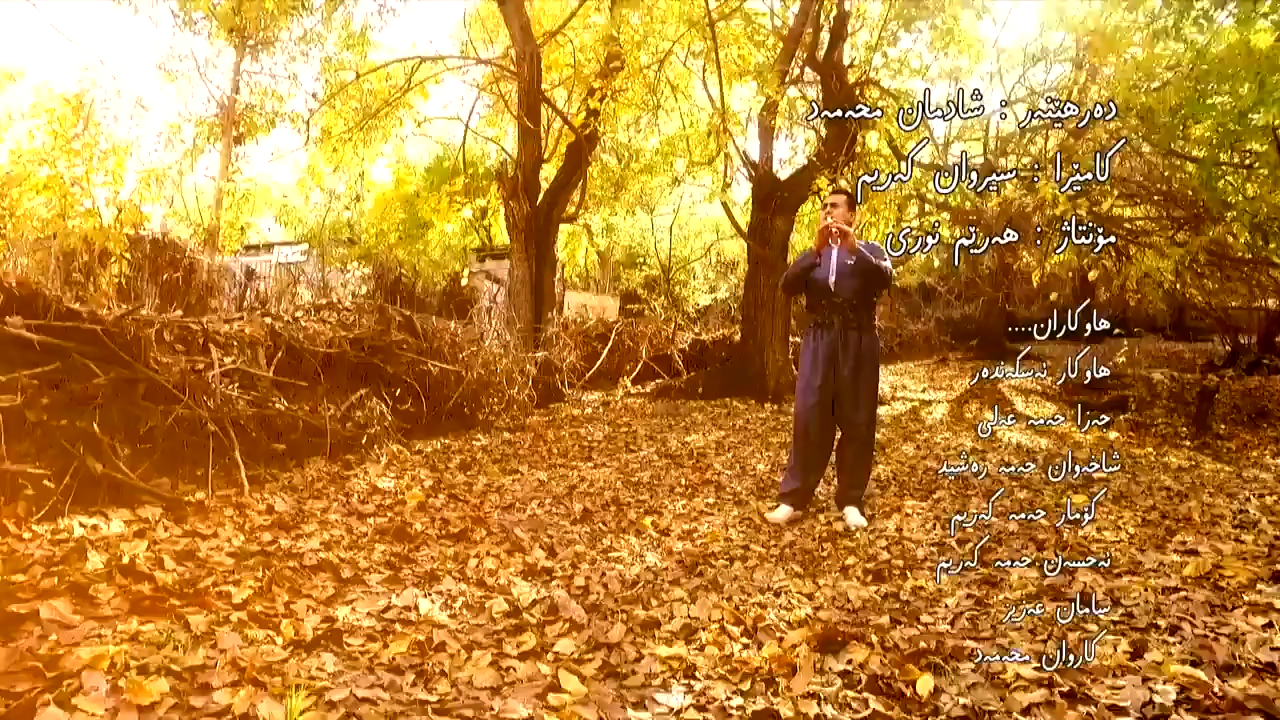 دەرهێنەر : شادمان محەمەد
کامێرا : سیروان کەریم
مۆنتاژ : هەرێم نوری
هاوکاران....
هاوکار ئەسکەندەر
جەزا حەمە عەلی
شاخەوان حەمە رەشید
کۆمار حەمە کەریم
ئەحسەن حەمە کەریم
سامان عەزیز
کاروان محەمەد